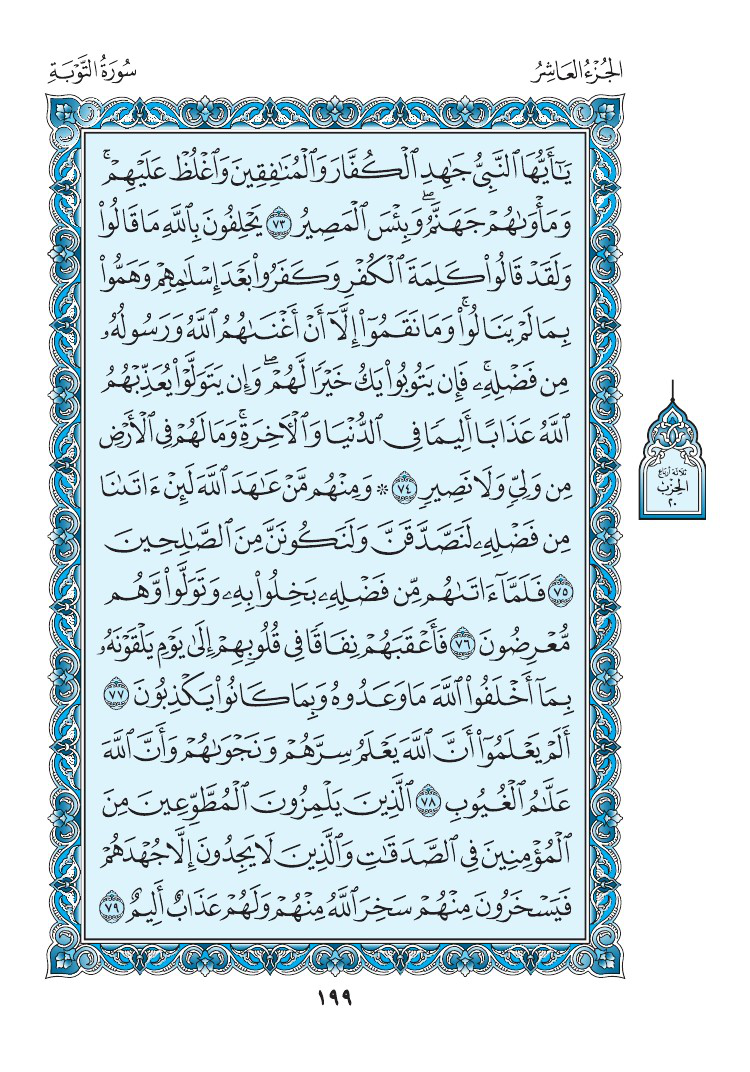 الجُزْءُ العَاشِرُ
سُورَةُ التَّوْبَةِ
يَـٰٓأَيُّهَا ٱلنَّبِىُّ جَـٰهِدِ ٱلْكُفَّارَ وَٱلْمُنَـٰفِقِينَ وَٱغْلُظْ عَلَيْهِمْ ۚ
وَمَأْوَىٰهُمْ جَهَنَّمُ ۖ وَبِئْسَ ٱلْمَصِيرُ ٧٣ يَحْلِفُونَ بِٱللَّهِ مَا قَالُوا۟
وَلَقَدْ قَالُوا۟ كَلِمَةَ ٱلْكُفْرِ وَكَفَرُوا۟ بَعْدَ إِسْلَـٰمِهِمْ وَهَمُّوا۟
بِمَا لَمْ يَنَالُوا۟ ۚ وَمَا نَقَمُوٓا۟ إِلَّآ أَنْ أَغْنَىٰهُمُ ٱللَّهُ وَرَسُولُهُۥ
مِن فَضْلِهِۦ ۚ فَإِن يَتُوبُوا۟ يَكُ خَيْرًا لَّهُمْ ۖ وَإِن يَتَوَلَّوْا۟ يُعَذِّبْهُمُ
ٱللَّهُ عَذَابًا أَلِيمًا فِى ٱلدُّنْيَا وَٱلْـَٔاخِرَةِ ۚ وَمَا لَهُمْ فِى ٱلْأَرْضِ
مِن وَلِىٍّ وَلَا نَصِيرٍ ٧٤ ۞ وَمِنْهُم مَّنْ عَـٰهَدَ ٱللَّهَ لَئِنْ ءَاتَىٰنَا
مِن فَضْلِهِۦ لَنَصَّدَّقَنَّ وَلَنَكُونَنَّ مِنَ ٱلصَّـٰلِحِينَ
٧٥ فَلَمَّآ ءَاتَىٰهُم مِّن فَضْلِهِۦ بَخِلُوا۟ بِهِۦ وَتَوَلَّوا۟ وَّهُم
مُّعْرِضُونَ ٧٦ فَأَعْقَبَهُمْ نِفَاقًا فِى قُلُوبِهِمْ إِلَىٰ يَوْمِ يَلْقَوْنَهُۥ
بِمَآ أَخْلَفُوا۟ ٱللَّهَ مَا وَعَدُوهُ وَبِمَا كَانُوا۟ يَكْذِبُونَ ٧٧
أَلَمْ يَعْلَمُوٓا۟ أَنَّ ٱللَّهَ يَعْلَمُ سِرَّهُمْ وَنَجْوَىٰهُمْ وَأَنَّ ٱللَّهَ
عَلَّـٰمُ ٱلْغُيُوبِ ٧٨ ٱلَّذِينَ يَلْمِزُونَ ٱلْمُطَّوِّعِينَ مِنَ
ٱلْمُؤْمِنِينَ فِى ٱلصَّدَقَـٰتِ وَٱلَّذِينَ لَا يَجِدُونَ إِلَّا جُهْدَهُمْ
فَيَسْخَرُونَ مِنْهُمْ سَخِرَ ٱللَّهُ مِنْهُمْ وَلَهُمْ عَذَابٌ أَلِيمٌ ٧٩
ثلاثة أرباع
الحِزْب
٢٠
١٩٩